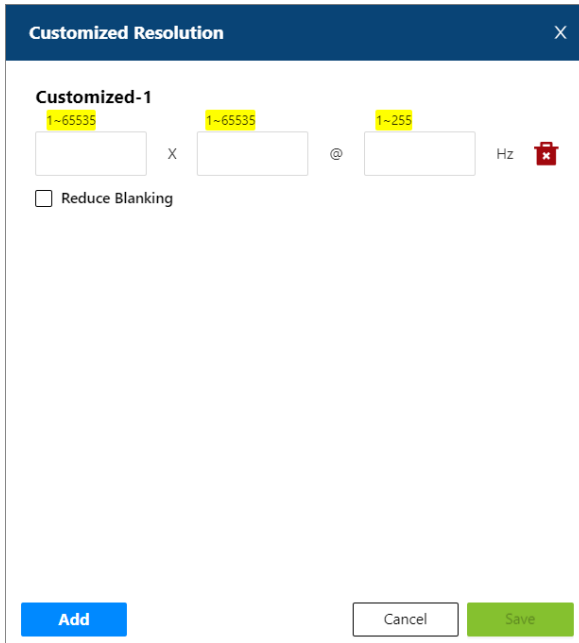 Customized Resolution X
Customized-1
1~65535 1~65535 1~255
X @ Hz
Reduce Blanking
Add Cancel Save